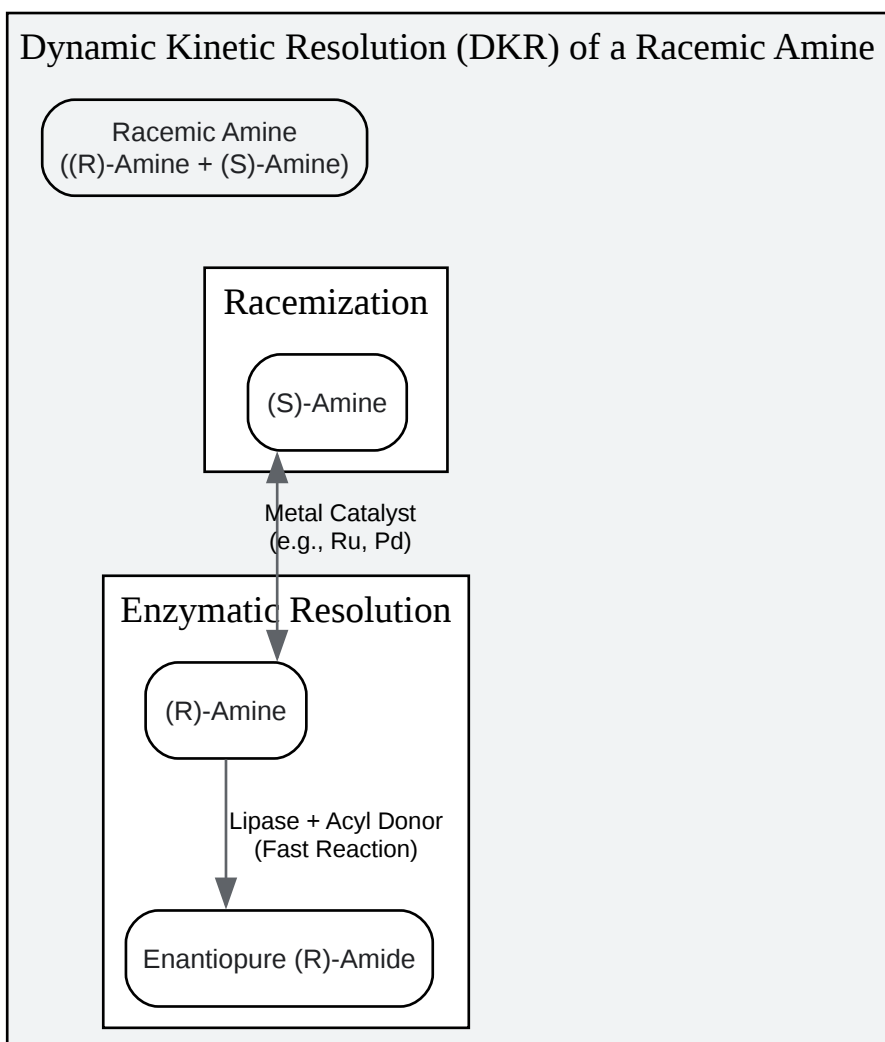 Dynamic Kinetic Resolution (DKR) of a Racemic Amine
Racemic Amine
((R)-Amine + (S)-Amine)
Racemization
(S)-Amine
Metal Catalyst
(e.g., Ru, Pd)
Enzymatic Resolution
(R)-Amine
Lipase + Acyl Donor
(Fast Reaction)
Enantiopure (R)-Amide